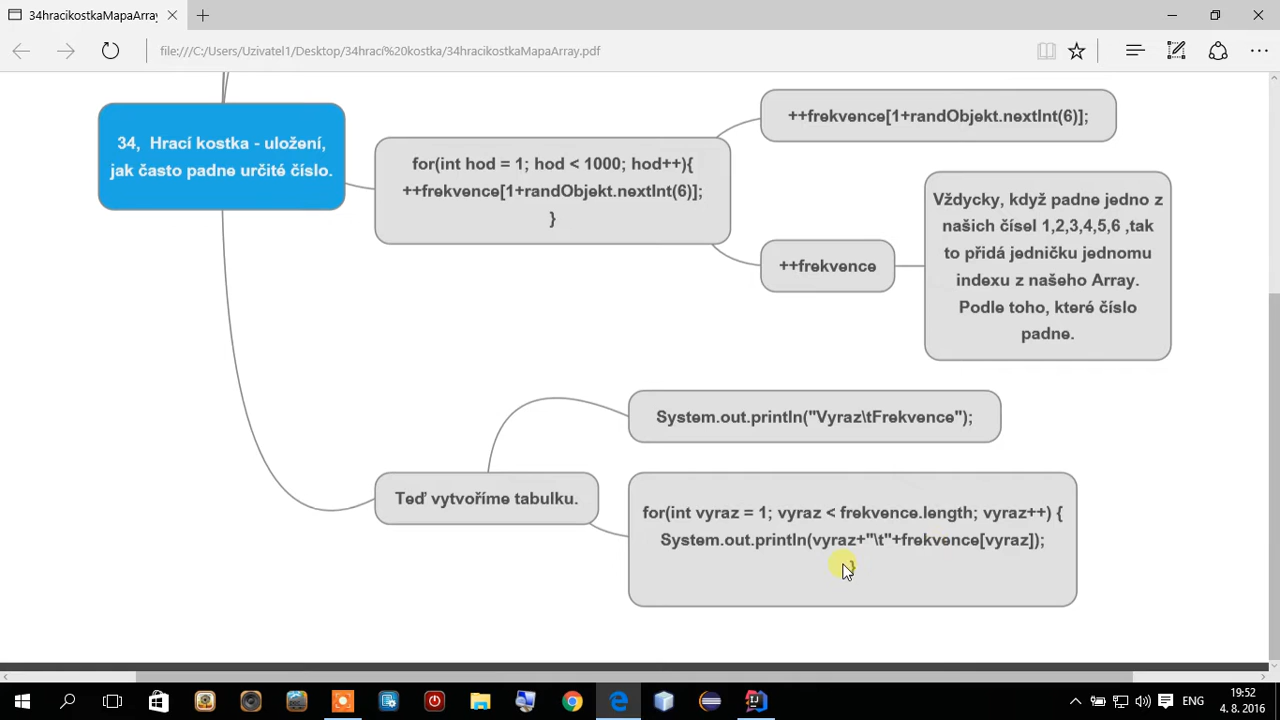 34hracikostkaMapaArray.
file:///C:/Users/Uzivatel1/Desktop/34hrací%20kostka/34hracikostkaMapaArray.pdf
34,  Hrací kostka - uložení,
jak často padne určité číslo.
for(int hod = 1; hod < 1000; hod++){
++frekvence[1+randObjekt.nextInt(6)];
}
++frekvence[1+randObjekt.nextInt(6)];
++frekvence
Vždycky, když padne jedno z
našich čísel 1,2,3,4,5,6 ,tak
to přidá jedničku jednomu
indexu z našeho Array.
Podle toho, které číslo
padne.
Teď vytvoříme tabulku.
System.out.println("Vyraz\tFrekvence");
for(int vyraz = 1; vyraz < frekvence.length; vyraz++) {
System.out.println(vyraz+"\t"+frekvence[vyraz]);
}
ENG
19:52
4. 8. 2016